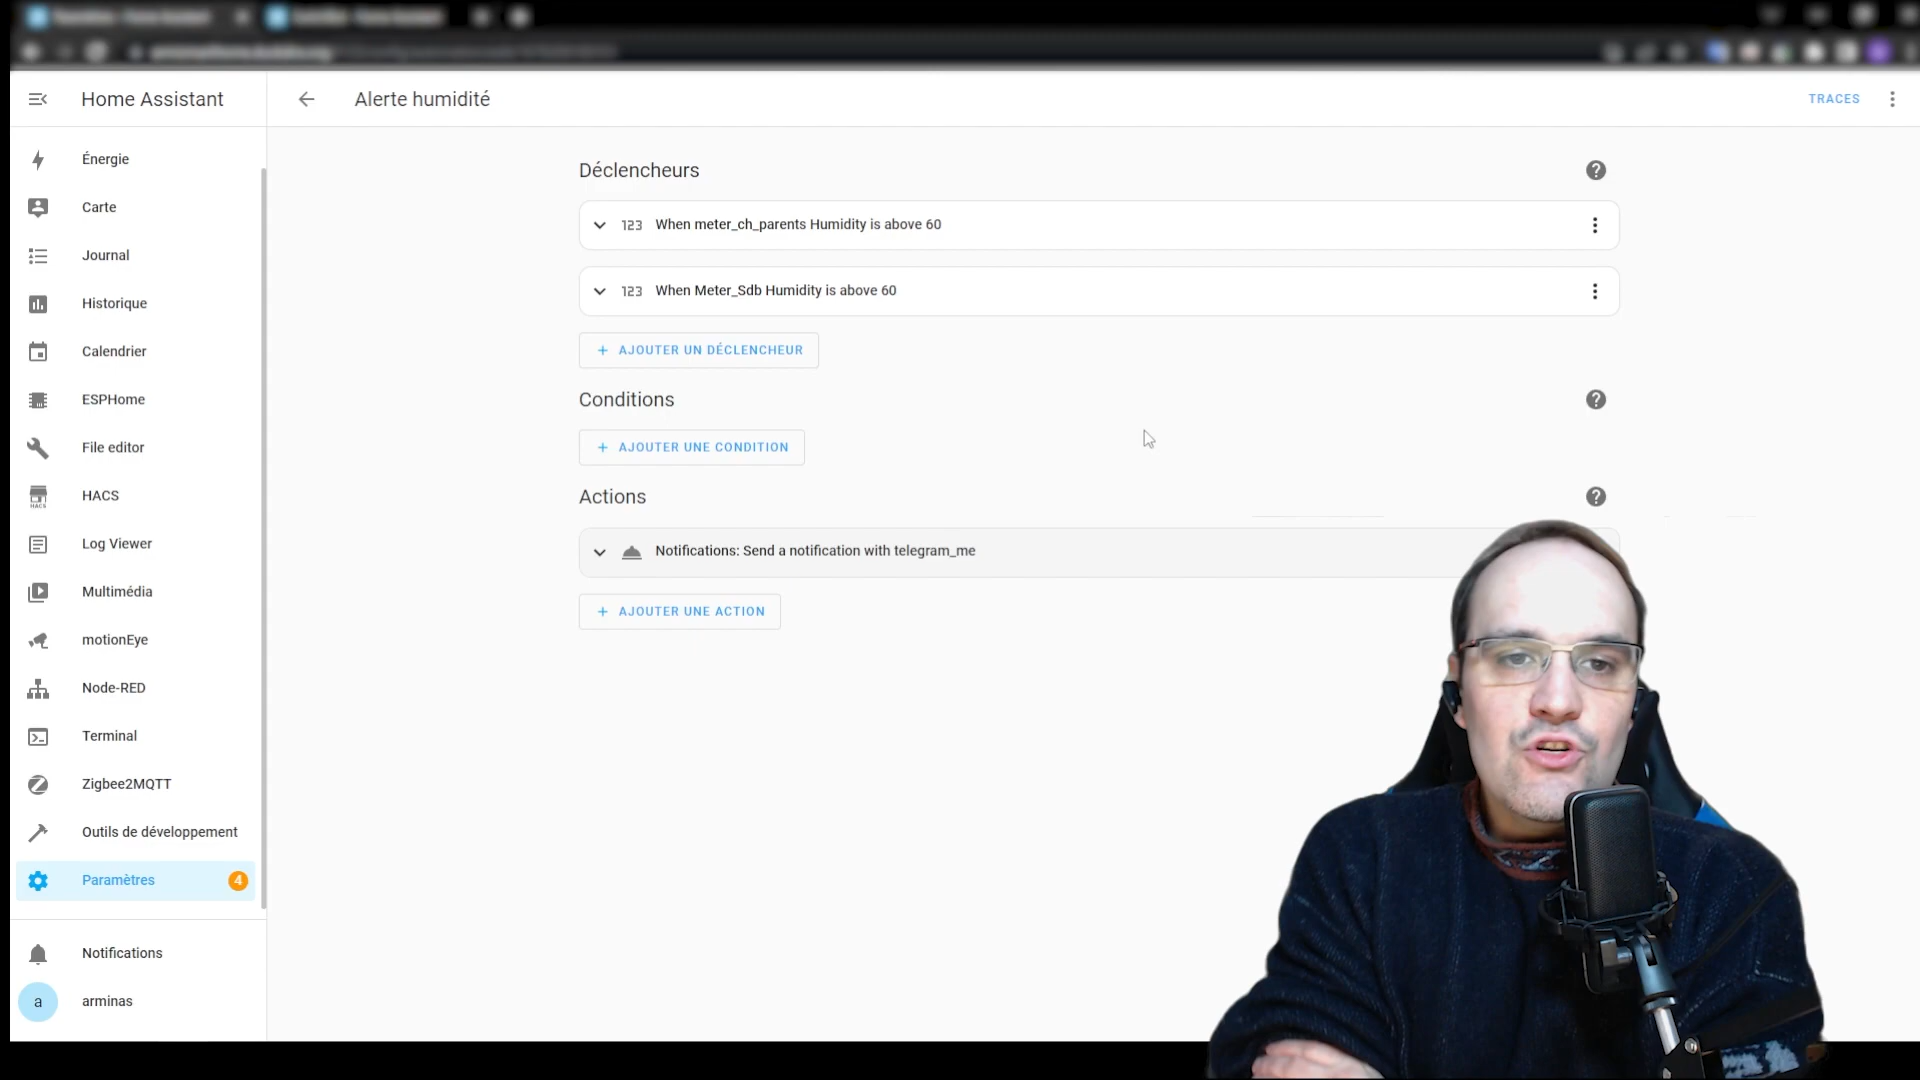 Home Assistant
Alerte humidité
TRACES
Énergie
Carte
Journal
Historique
Calendrier
ESPHome
File editor
HACS
HACS
Log Viewer
Multimédia
motionEye
Node-RED
Terminal
Zigbee2MQTT
Outils de développement
Paramètres
4
Notifications
a
arminas
Déclencheurs
123 When meter_ch_parents Humidity is above 60
123 When Meter_Sdb Humidity is above 60
+ AJOUTER UN DÉCLENCHEUR
Conditions
+ AJOUTER UNE CONDITION
Actions
Notifications: Send a notification with telegram_me
+ AJOUTER UNE ACTION